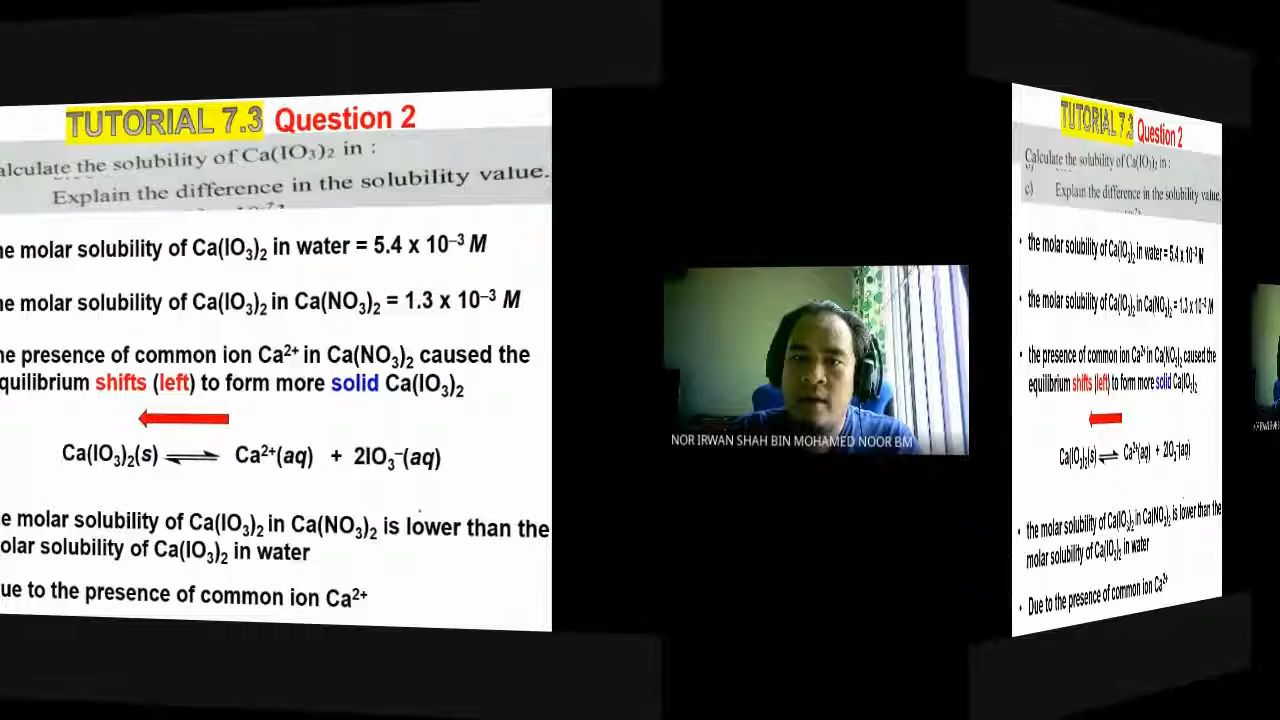 TUTORIAL 7.3 Question 2
alculate the solubility of Ca(IO₃)₂ in :
Explain the difference in the solubility value.
he molar solubility of Ca(IO₃)₂ in water = 5.4 x 10⁻³ M
he molar solubility of Ca(IO₃)₂ in Ca(NO₃)₂ = 1.3 x 10⁻³ M
he presence of common ion Ca²⁺ in Ca(NO₃)₂ caused the
quilibrium shifts (left) to form more solid Ca(IO₃)₂
Ca(IO₃)₂(s) ⇌ Ca²⁺(aq) + 2IO₃⁻(aq)
e molar solubility of Ca(IO₃)₂ in Ca(NO₃)₂ is lower than the
olar solubility of Ca(IO₃)₂ in water
ue to the presence of common ion Ca²⁺
NOR IRWAN SHAH BIN MOHAMED NOOR BM
TUTORIAL 7.3 Question 2
Calculate the solubility of Ca(IO₃)₂ in :
c) Explain the difference in the solubility value.
• the molar solubility of Ca(IO₃)₂ in water = 5.4 x 10⁻³ M
• the molar solubility of Ca(IO₃)₂ in Ca(NO₃)₂ = 1.3 x 10⁻³ M
• the presence of common ion Ca²⁺ in Ca(NO₃)₂ caused the
equilibrium shifts (left) to form more solid Ca(IO₃)₂
Ca(IO₃)₂(s) ⇌ Ca²⁺(aq) + 2IO₃⁻(aq)
• the molar solubility of Ca(IO₃)₂ in Ca(NO₃)₂ is lower than the
molar solubility of Ca(IO₃)₂ in water
• Due to the presence of common ion Ca²⁺